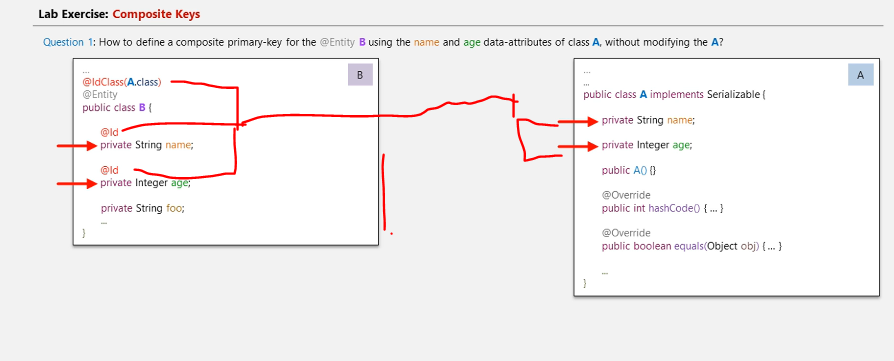 Lab Exercise: Composite Keys
Question 1: How to define a composite primary-key for the @Entity B using the name and age data-attributes of class A, without modifying the A?
B
...
@IdClass(A.class)
@Entity
public class B {
@Id
private String name;
@Id
private Integer age;
private String foo;
...
}
A
...
...
public class A implements Serializable {
private String name;
private Integer age;
public A() {}
@Override
public int hashCode() { ... }
@Override
public boolean equals(Object obj) { ... }
...
}